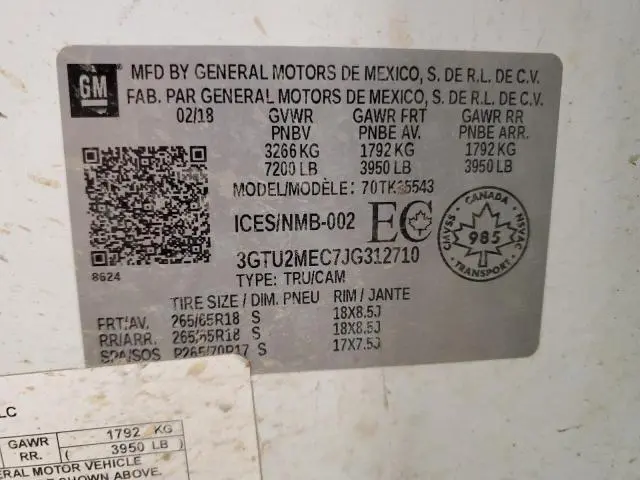 GM
MFD BY GENERAL MOTORS DE MEXICO, S. DE R.L. DE C.V.
FAB. PAR GENERAL MOTORS DE MEXICO, S. DE R.L. DE C.V.
02/18 GVWR GAWR FRT GAWR RR
PNBV PNBE AV. PNBE ARR.
3266 KG 1792 KG 1792 KG
7200 LB 3950 LB 3950 LB
MODEL/MODÈLE: 70TK35543
ICES/NMB-002 EC
CANADA
CMVSS NSVAC
985
TRANSPORT
3GTU2MEC7JG312710
8624
TYPE: TRU/CAM
TIRE SIZE / DIM. PNEU RIM / JANTE
FRT/AV. 265/65R18 S 18X8.5J
RR/ARR. 265/65R18 S 18X8.5J
SPA/SOS P265/70R17 S 17X7.5J
LC
GAWR 1792 KG
RR. ( 3950 LB )
ERAL MOTOR VEHICLE
E SHOWN ABOVE.